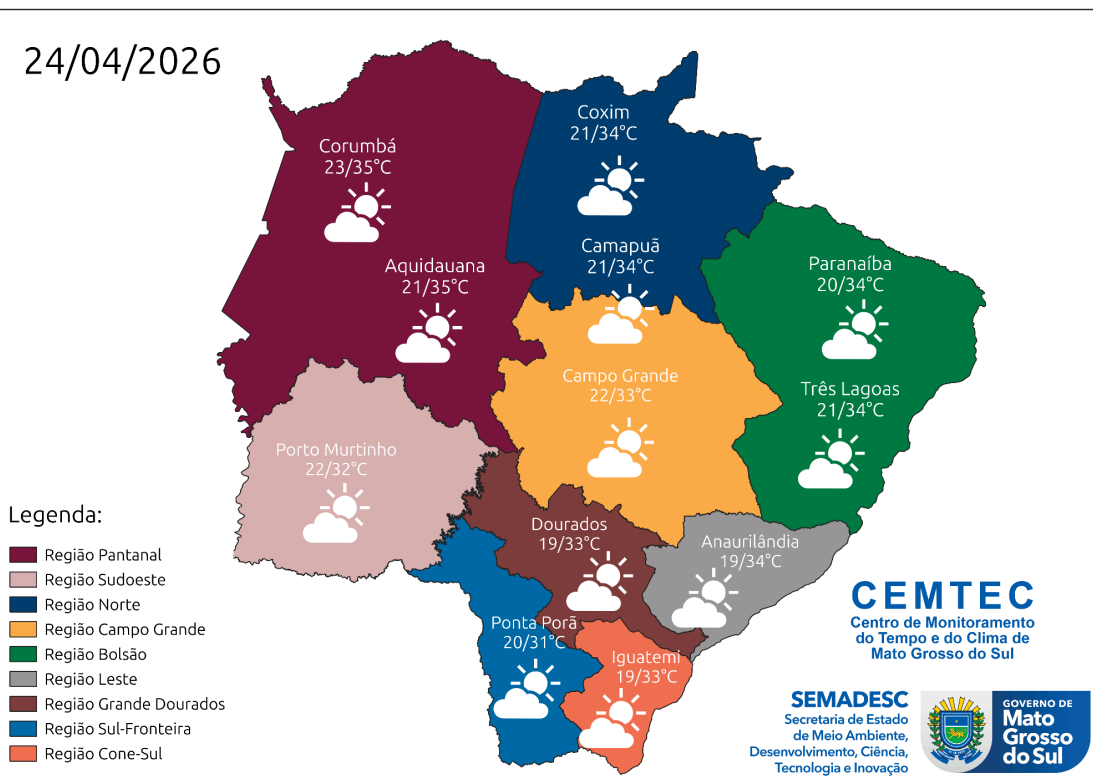 24/04/2026
Coxim
21/34°C
Corumbá
23/35°C
Camapuã
21/34°C
Aquidauana
21/35°C
Paranaíba
20/34°C
Campo Grande
22/33°C
Três Lagoas
21/34°C
Porto Murtinho
22/32°C
Dourados
19/33°C
Anaurilândia
19/34°C
Ponta Porã
20/31°C
Iguatemi
19/33°C
Legenda:
Região Pantanal
Região Sudoeste
Região Norte
Região Campo Grande
Região Bolsão
Região Leste
Região Grande Dourados
Região Sul-Fronteira
Região Cone-Sul
CEMTEC
Centro de Monitoramento
do Tempo e do Clima de
Mato Grosso do Sul
SEMADESC
Secretaria de Estado
de Meio Ambiente,
Desenvolvimento, Ciência,
Tecnologia e Inovação
GOVERNO DE
Mato
Grosso
do Sul